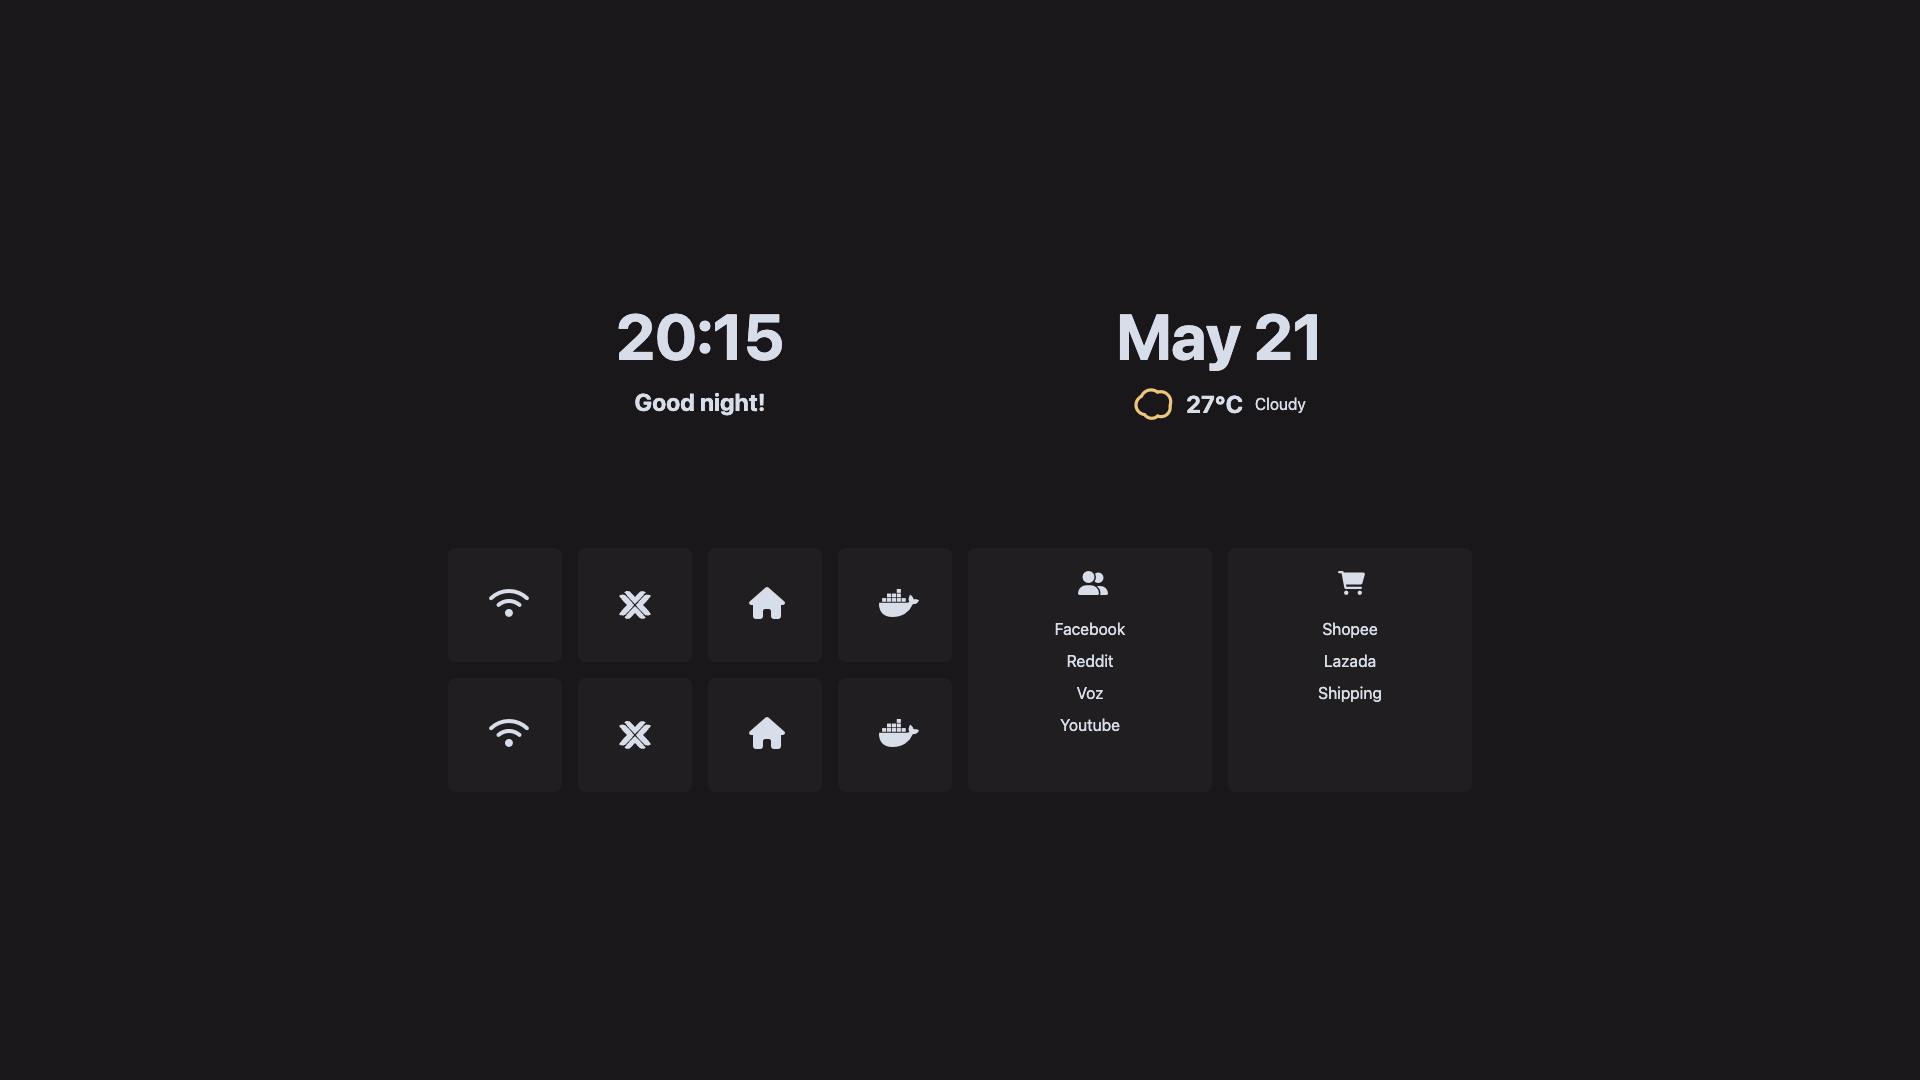 20:15
Good night!
May 21
27°C Cloudy
Facebook
Reddit
Voz
Youtube
Shopee
Lazada
Shipping